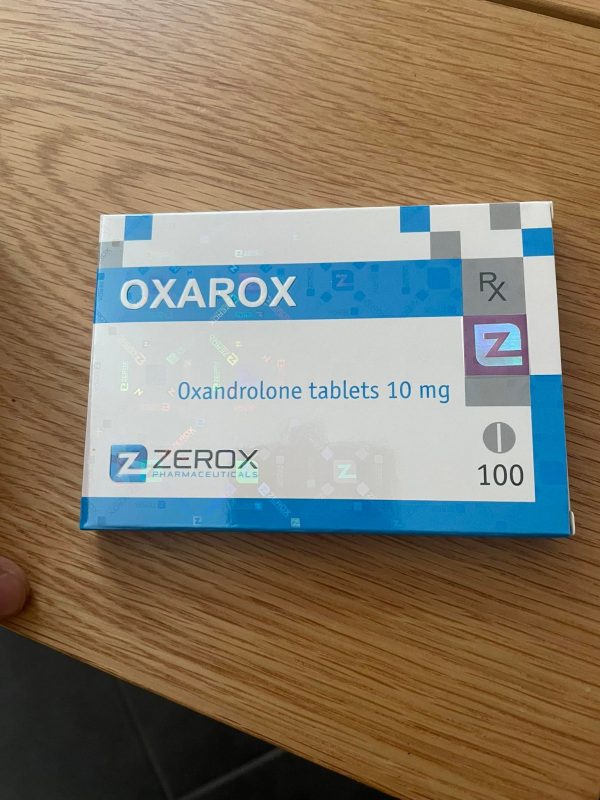 OXAROX
Rx
Z
Oxandrolone tablets 10 mg
Z ZEROX
PHARMACEUTICALS
100